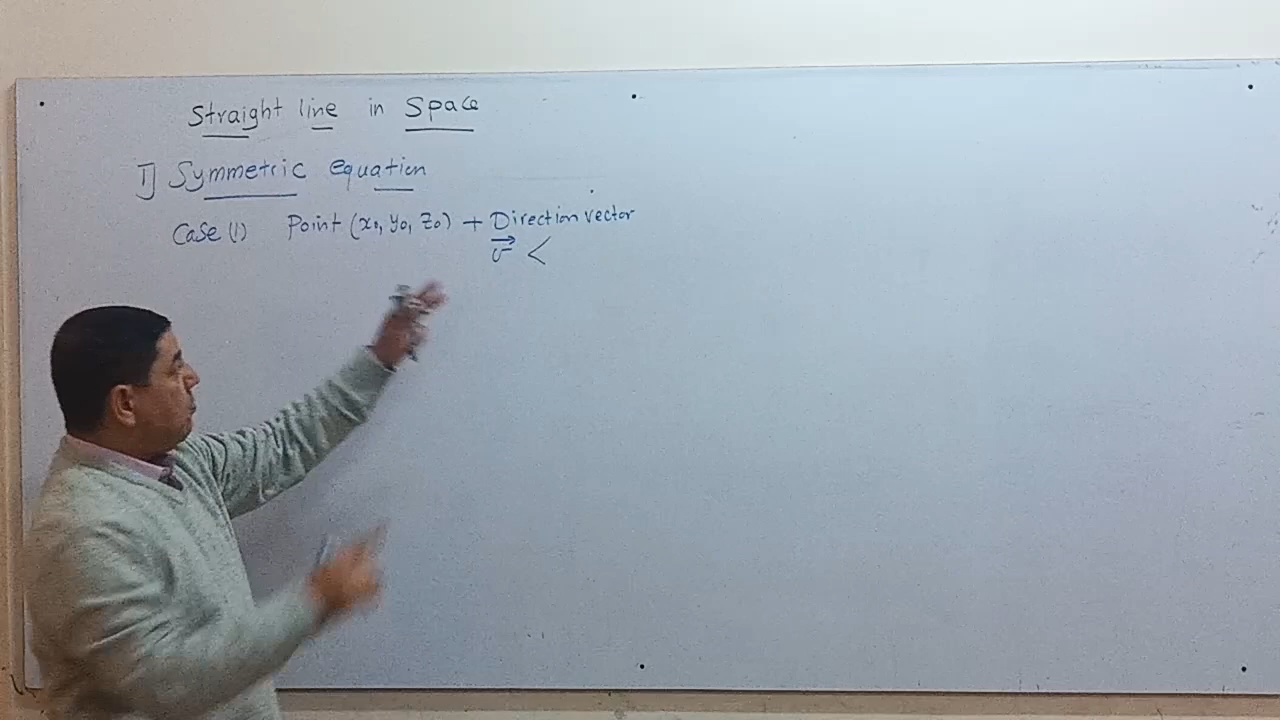 Straight line in Space
I] Symmetric equation
Case (1) Point (x₀, y₀, z₀) + Direction vector
v⃗ <